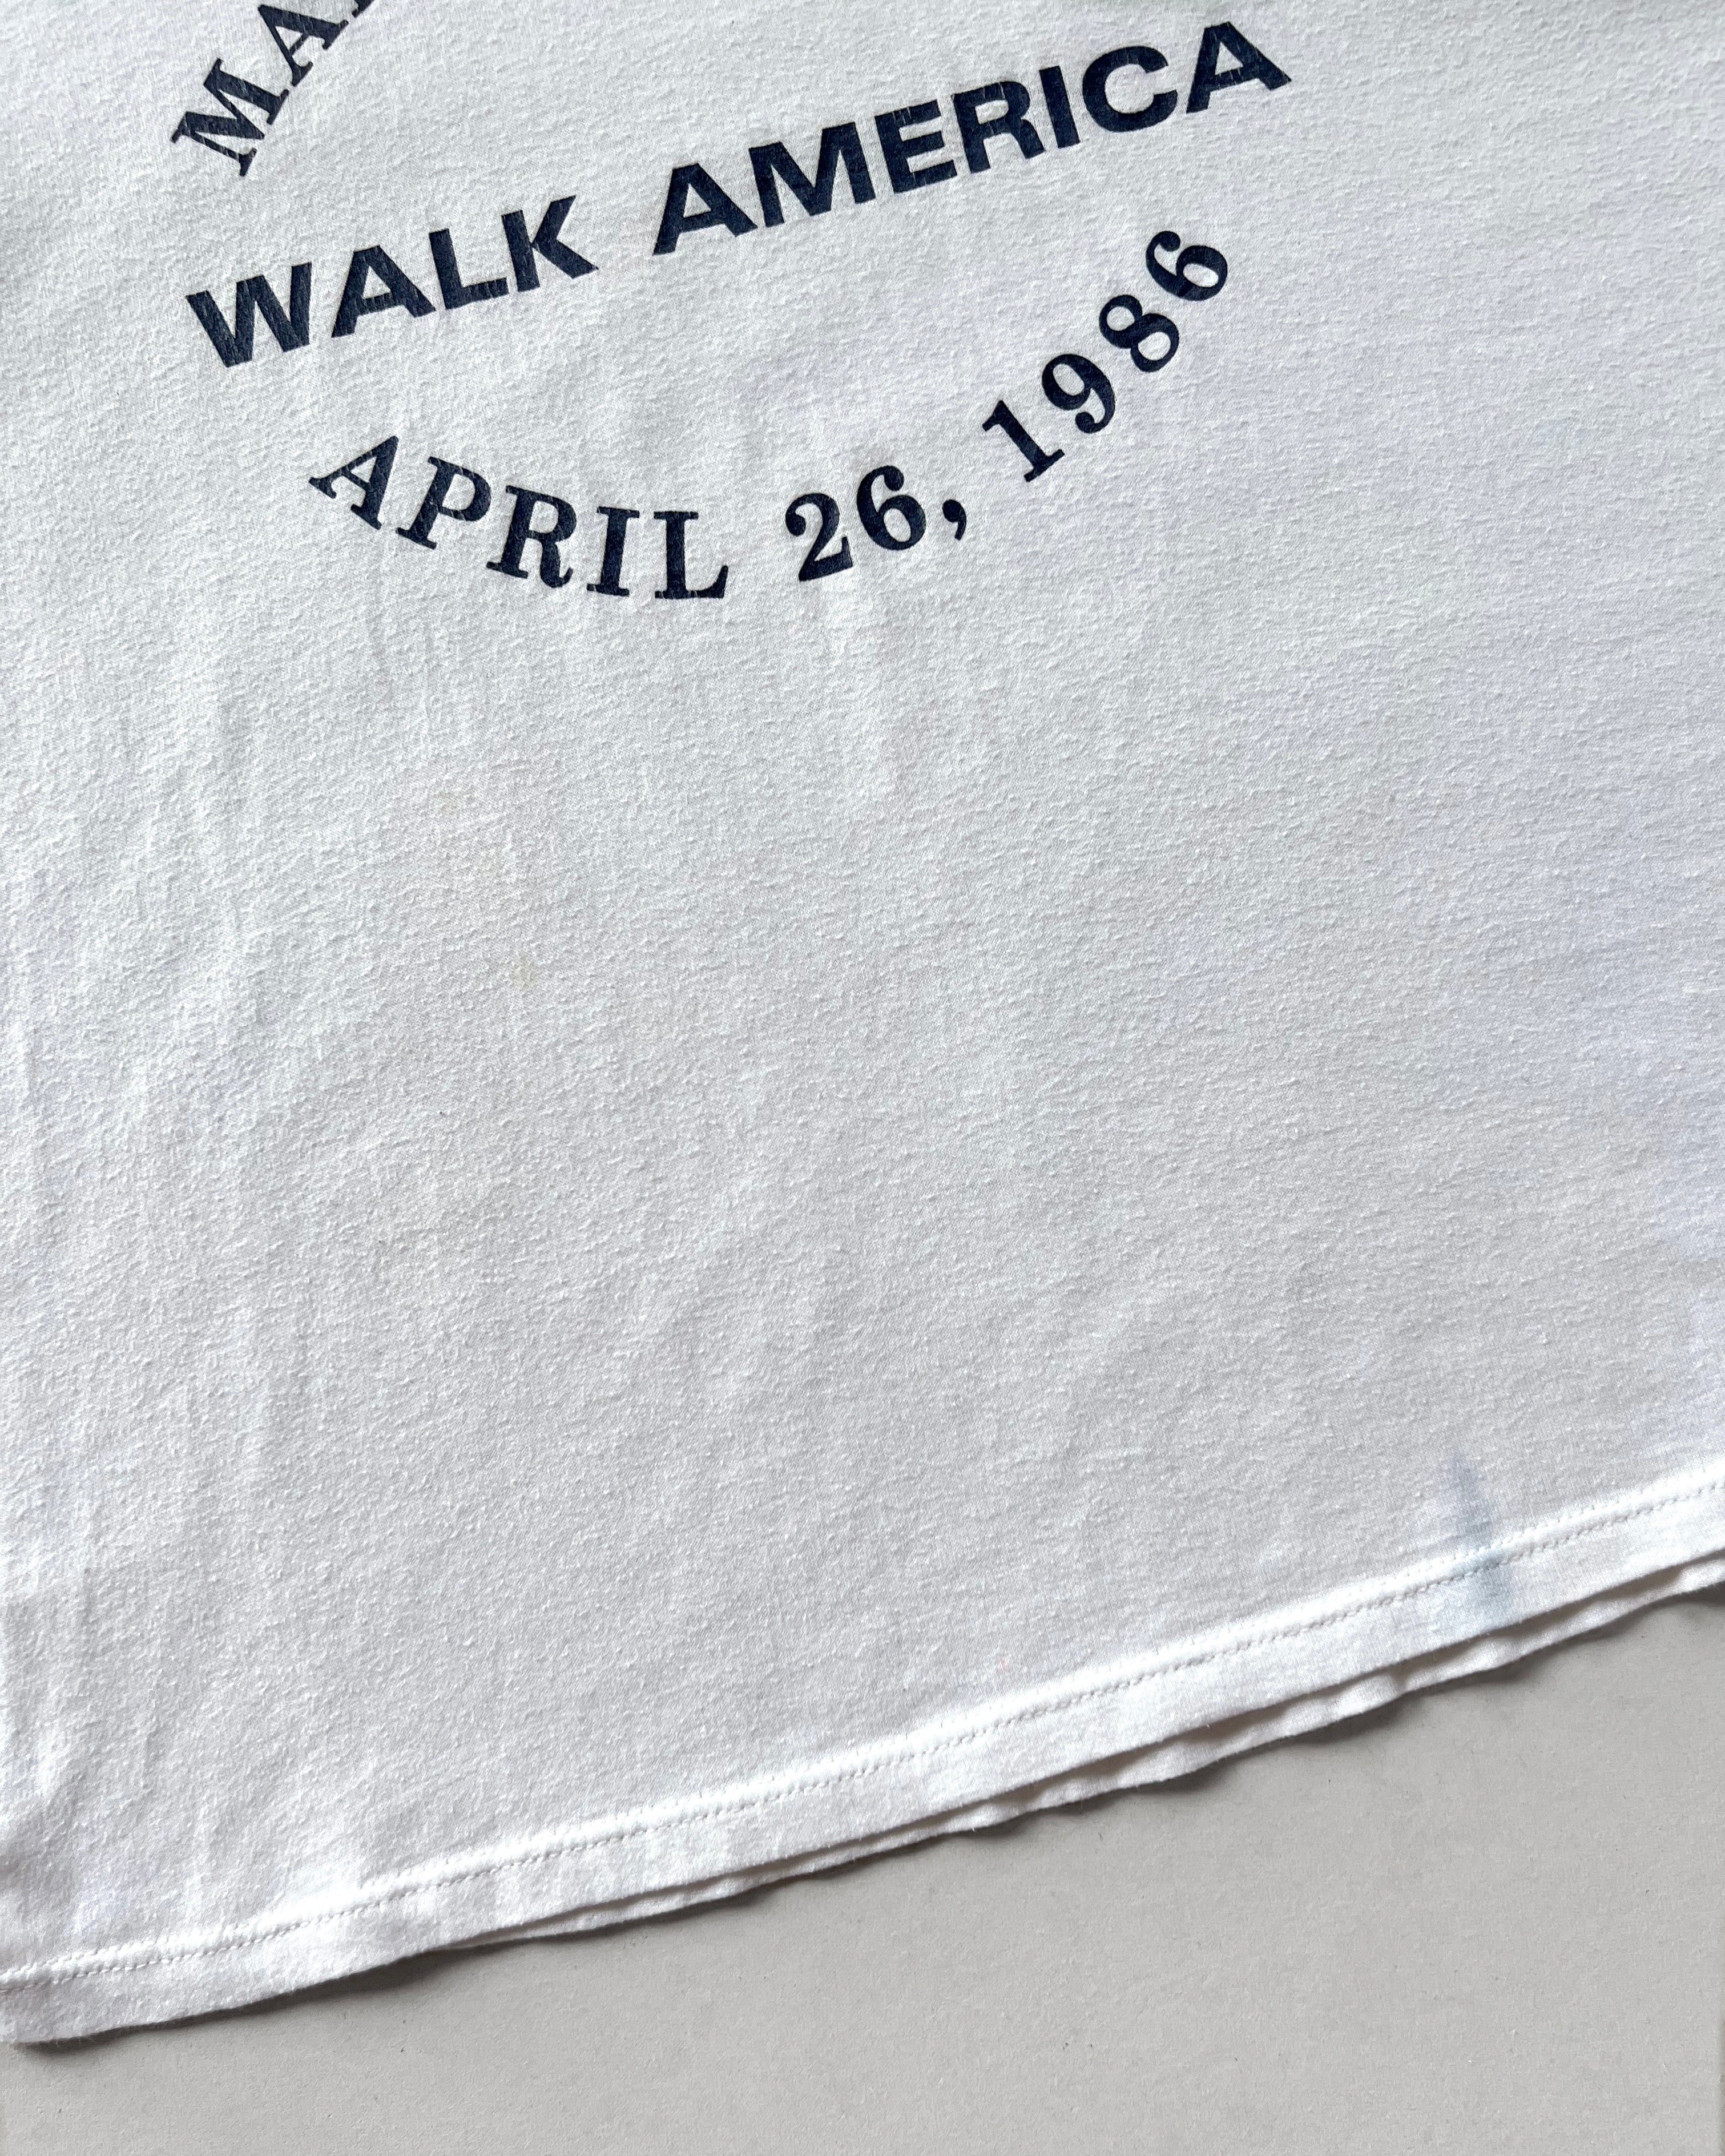 WALK AMERICA
APRIL 26, 1986